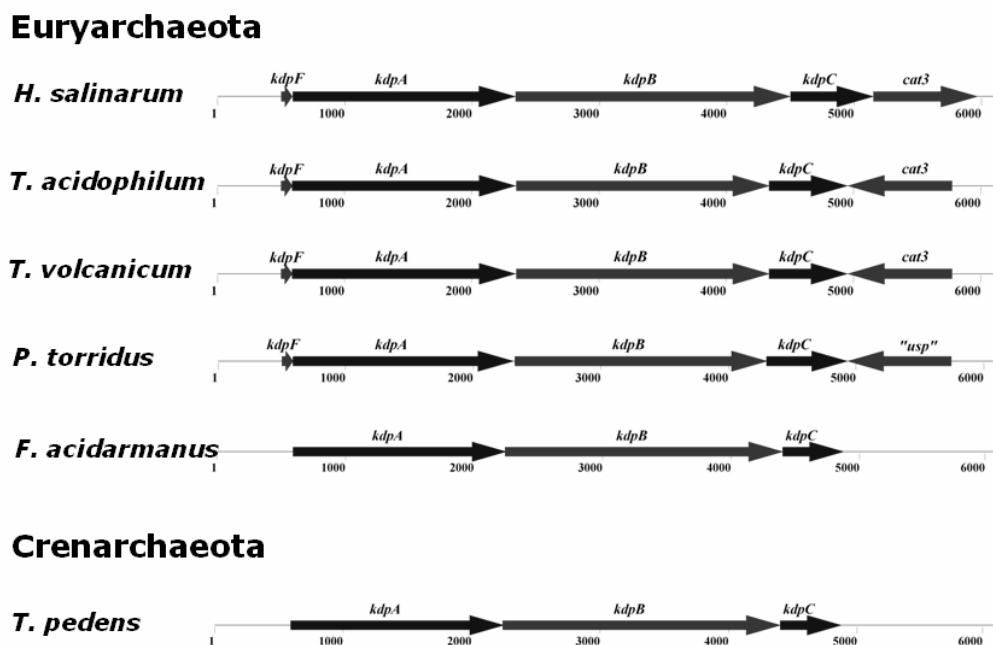 Euryarchaeota
kdpF kdpA kdpB kdpC cat3
H. salinarum
1 1000 2000 3000 4000 5000 6000
kdpF kdpA kdpB kdpC cat3
T. acidophilum
1 1000 2000 3000 4000 5000 6000
kdpF kdpA kdpB kdpC cat3
T. volcanicum
1 1000 2000 3000 4000 5000 6000
kdpF kdpA kdpB kdpC "usp"
P. torridus
1 1000 2000 3000 4000 5000 6000
kdpA kdpB kdpC
F. acidarmanus
1 1000 2000 3000 4000 5000 6000
Crenarchaeota
kdpA kdpB kdpC
T. pedens
1 1000 2000 3000 4000 5000 6000